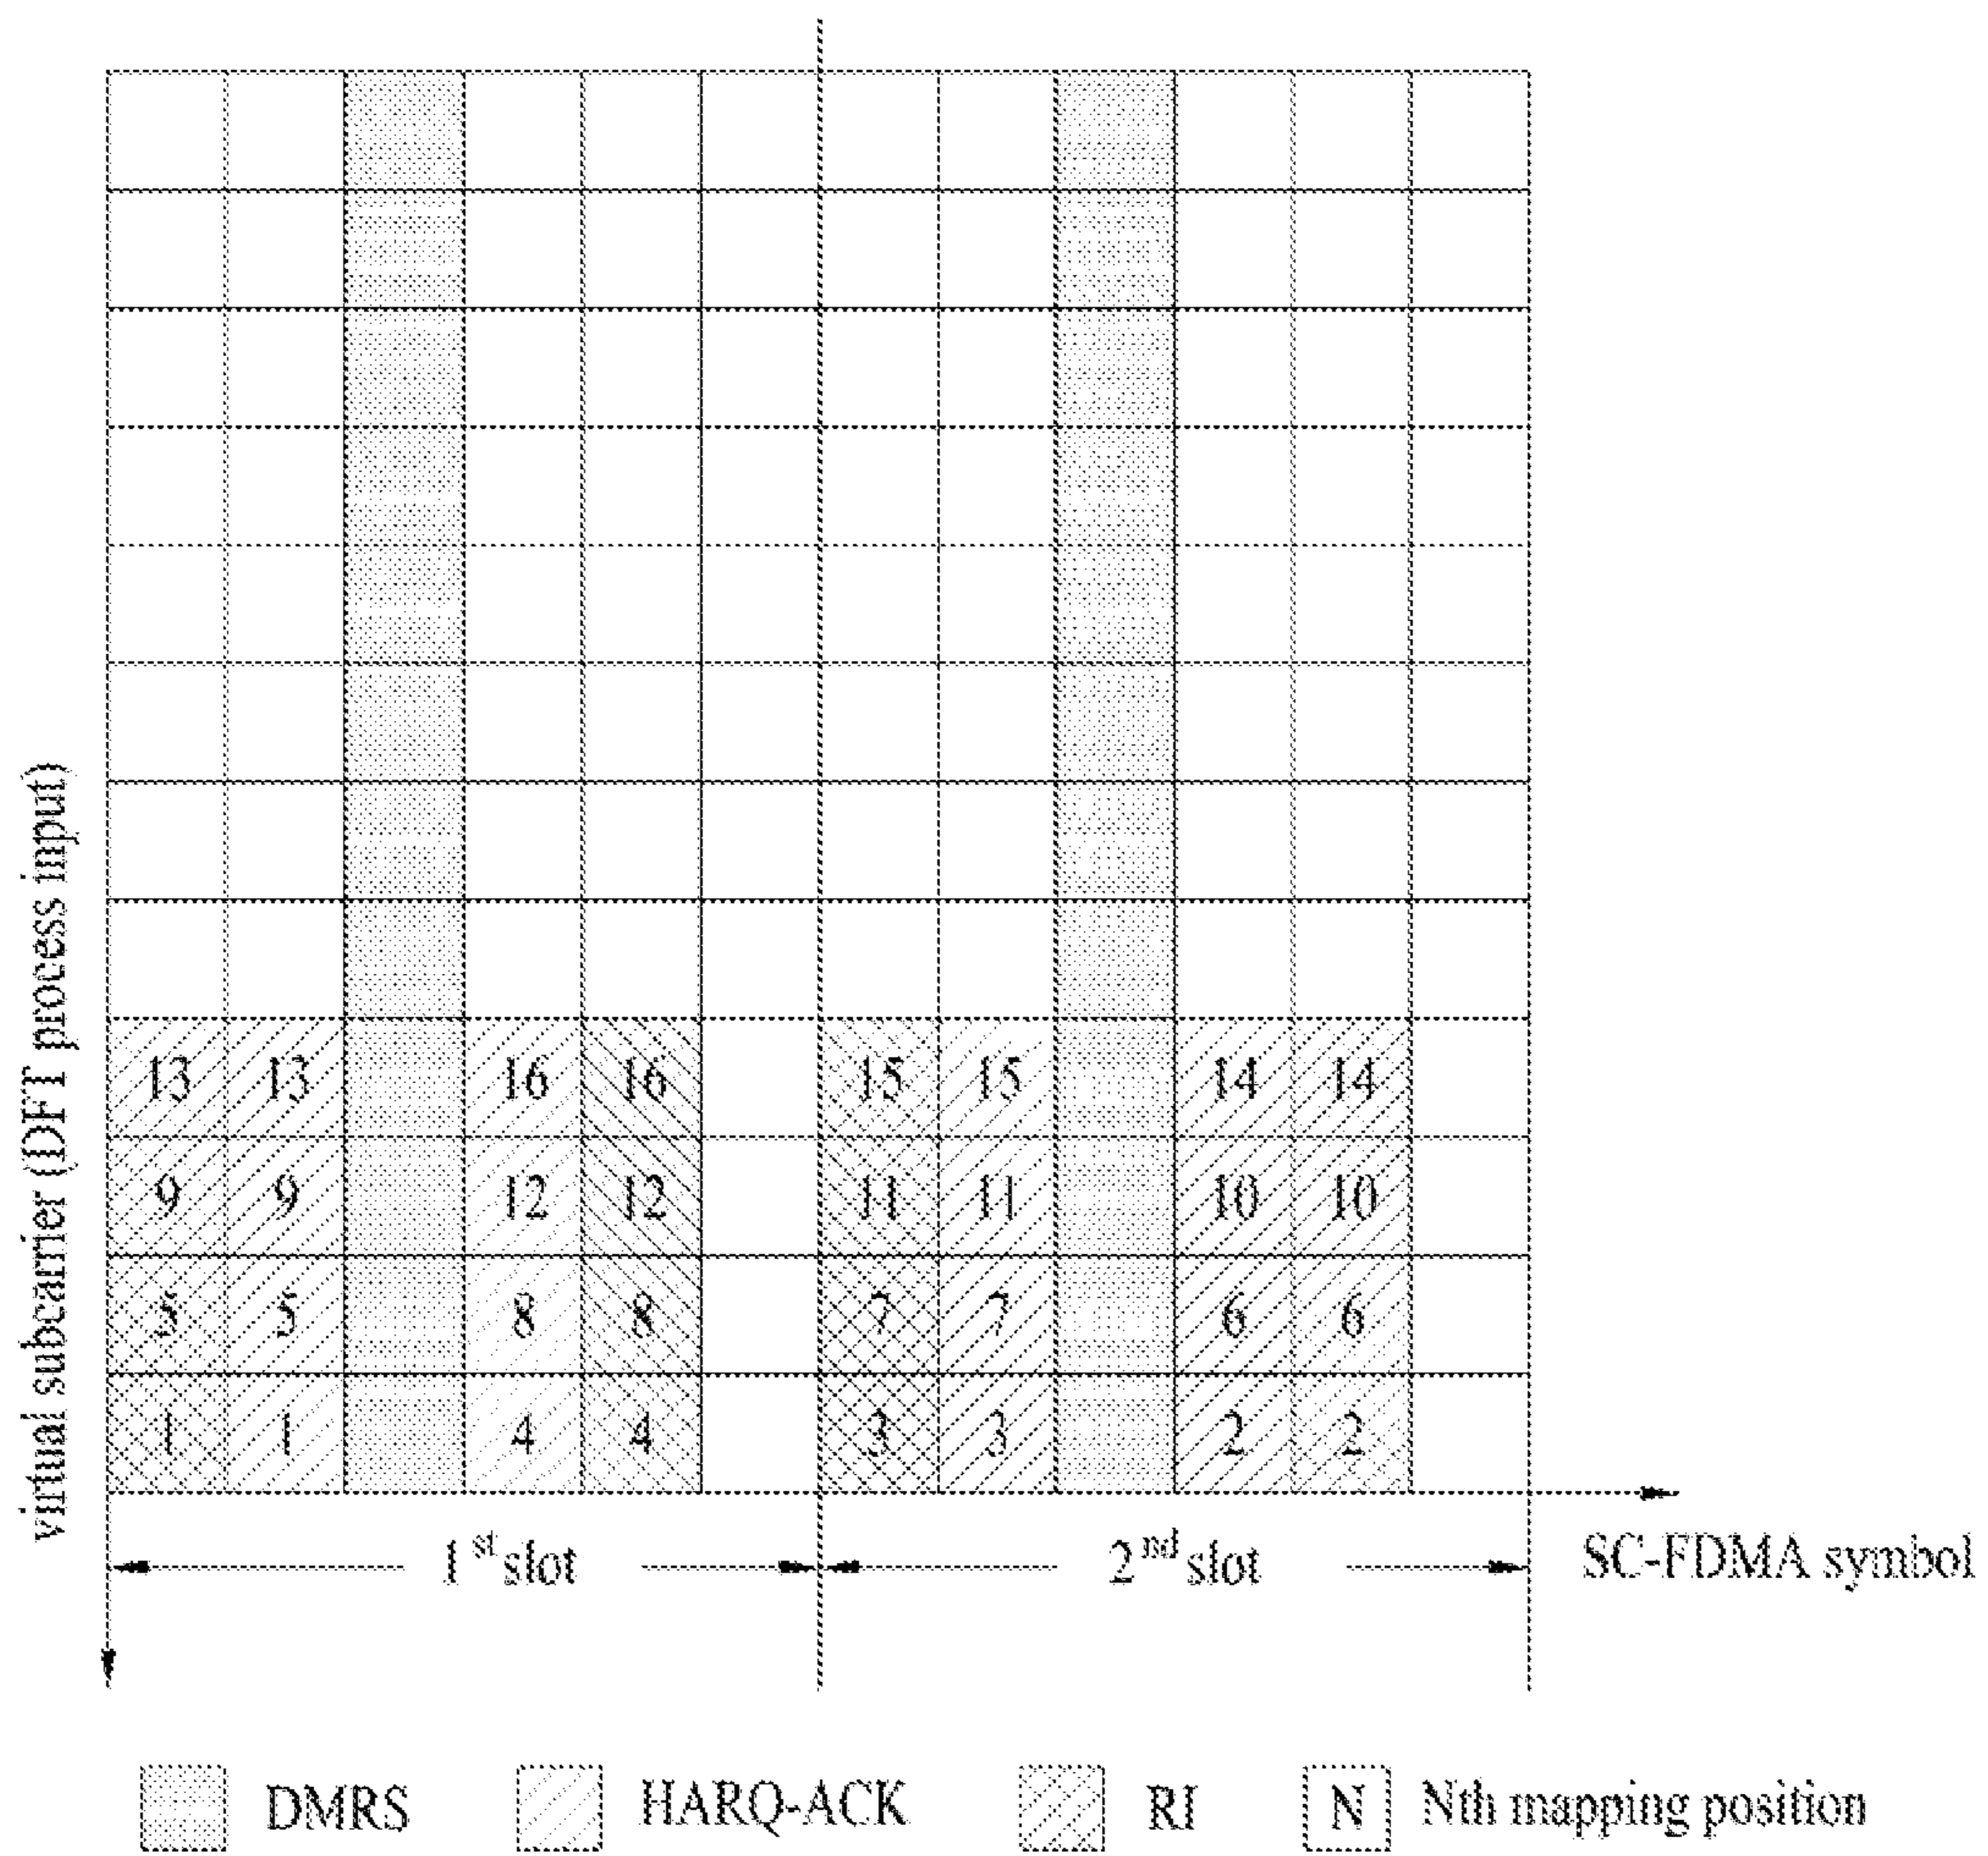 virtual subcarrier (DFT process input)
13 13 16 16 15 15 14 14
9 9 12 12 11 11 10 10
5 5 8 8 7 7 6 6
1 1 4 4 3 3 2 2
1st slot 2nd slot SC-FDMA symbol
DMRS HARQ-ACK RI N Nth mapping position